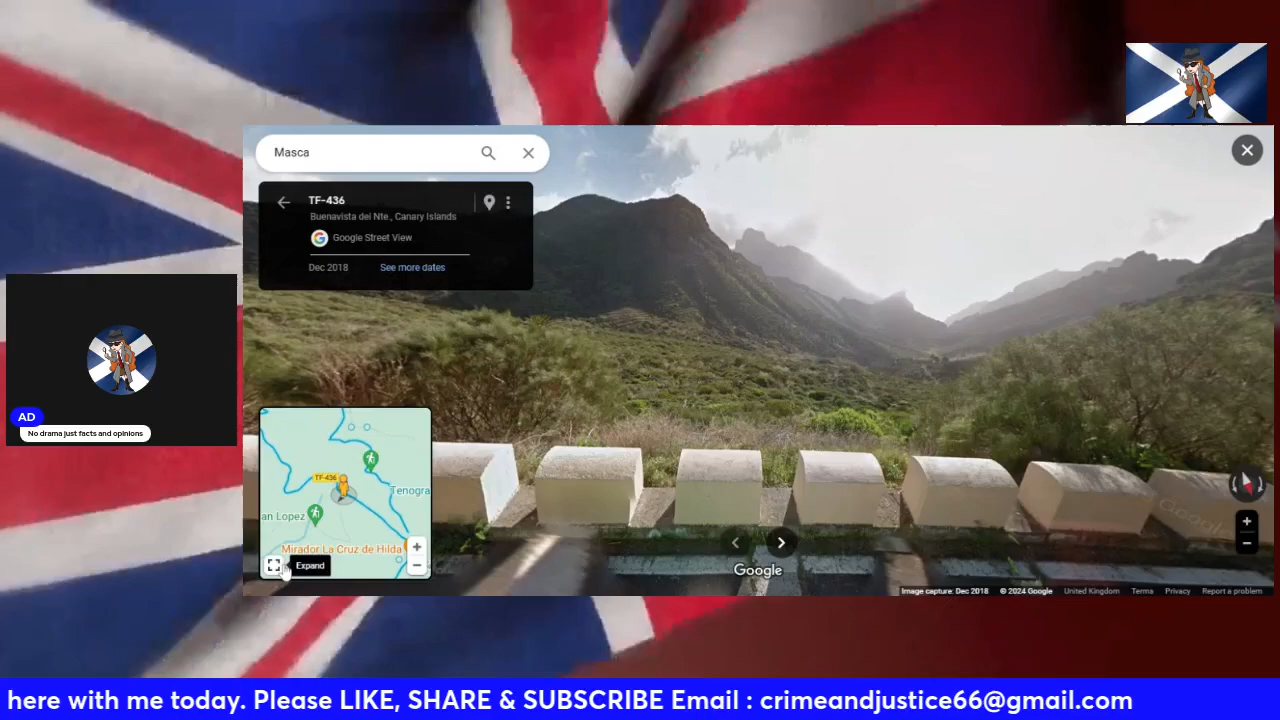 Masca
TF-436
Buenavista del Nte., Canary Islands
Google Street View
Dec 2018 See more dates
TF-436
Tenogra
an Lopez
Mirador La Cruz de Hilda
Expand
Google
Google
Image capture: Dec 2018 © 2024 Google United Kingdom Terms Privacy Report a problem
AD
No drama just facts and opinions
here with me today. Please LIKE, SHARE & SUBSCRIBE Email : crimeandjustice66@gmail.com